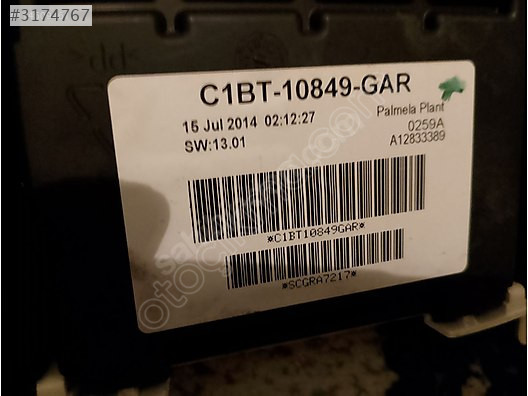 #3174767
C1BT-10849-GAR
15 Jul 2014 02:12:27
Palmela Plant
SW:13.01
0259A
A12833389
*C1BT10849GAR*
*SCGRA7217*